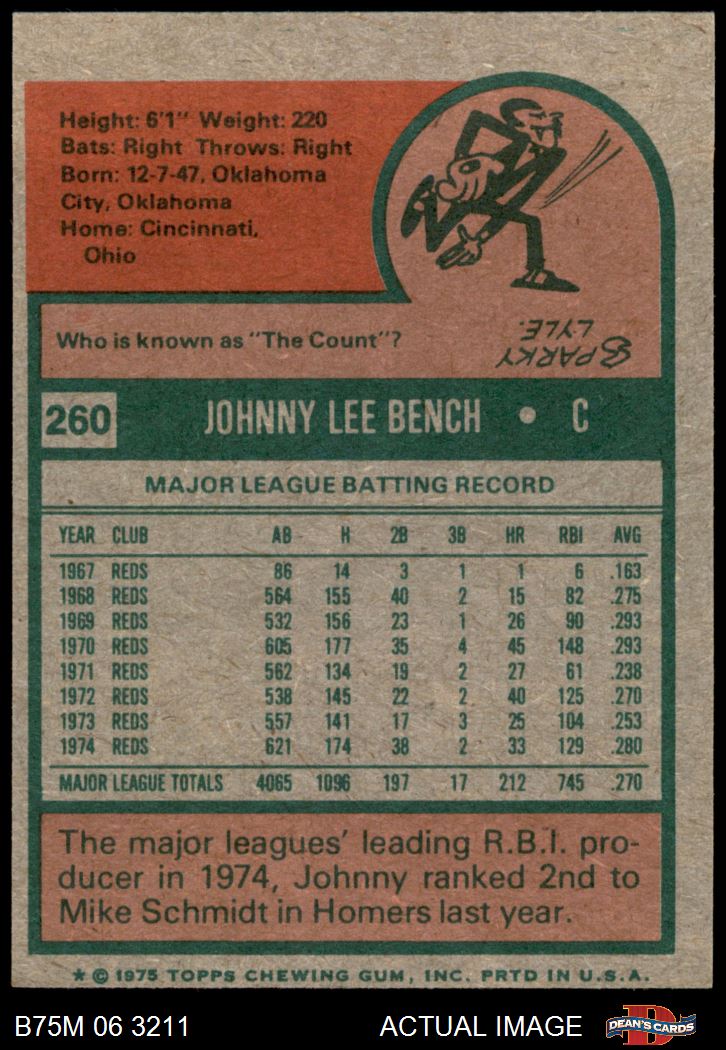 Height: 6'1" Weight: 220
Bats: Right Throws: Right
Born: 12-7-47, Oklahoma
City, Oklahoma
Home: Cincinnati,
Ohio
Who is known as "The Count"?
SPARKY
LYLE.
260 JOHNNY LEE BENCH • C
MAJOR LEAGUE BATTING RECORD
YEAR CLUB AB H 2B 3B HR RBI AVG
1967 REDS 86 14 3 1 1 6 .163
1968 REDS 564 155 40 2 15 82 .275
1969 REDS 532 156 23 1 26 90 .293
1970 REDS 605 177 35 4 45 148 .293
1971 REDS 562 134 19 2 27 61 .238
1972 REDS 538 145 22 2 40 125 .270
1973 REDS 557 141 17 3 25 104 .253
1974 REDS 621 174 38 2 33 129 .280
MAJOR LEAGUE TOTALS 4065 1096 197 17 212 745 .270
The major leagues' leading R.B.I. pro-
ducer in 1974, Johnny ranked 2nd to
Mike Schmidt in Homers last year.
* © 1975 TOPPS CHEWING GUM, INC. PRTD IN U.S.A.
B75M 06 3211 ACTUAL IMAGE DEAN'S CARDS